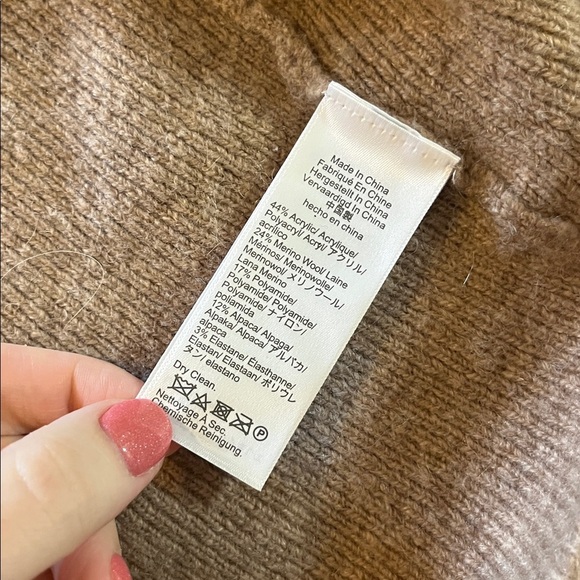 Made In China
Fabriqué En Chine
Hergestellt In China
Vervaardigd In China
中国製
hecho en china
44% Acrylic/ Acrylique/
Polyacryl/ Acryl/ アクリル/
acrílico
24% Merino Wool/ Laine
Mérinos/ Merinowolle/
Merinowol/ メリノウール/
Lana Merino
17% Polyamide/
Polyamide/ Polyamide/
Polyamide/ ナイロン/
poliamida
12% Alpaca/ Alpaga/
Alpaka/ Alpaca/ アルパカ/
alpaca
3% Elastane/ Élasthanne/
Elastan/ Elastaan/ ポリウレ
タン/ elastano
Dry Clean.
P
Nettoyage À Sec.
Chemische Reinigung.